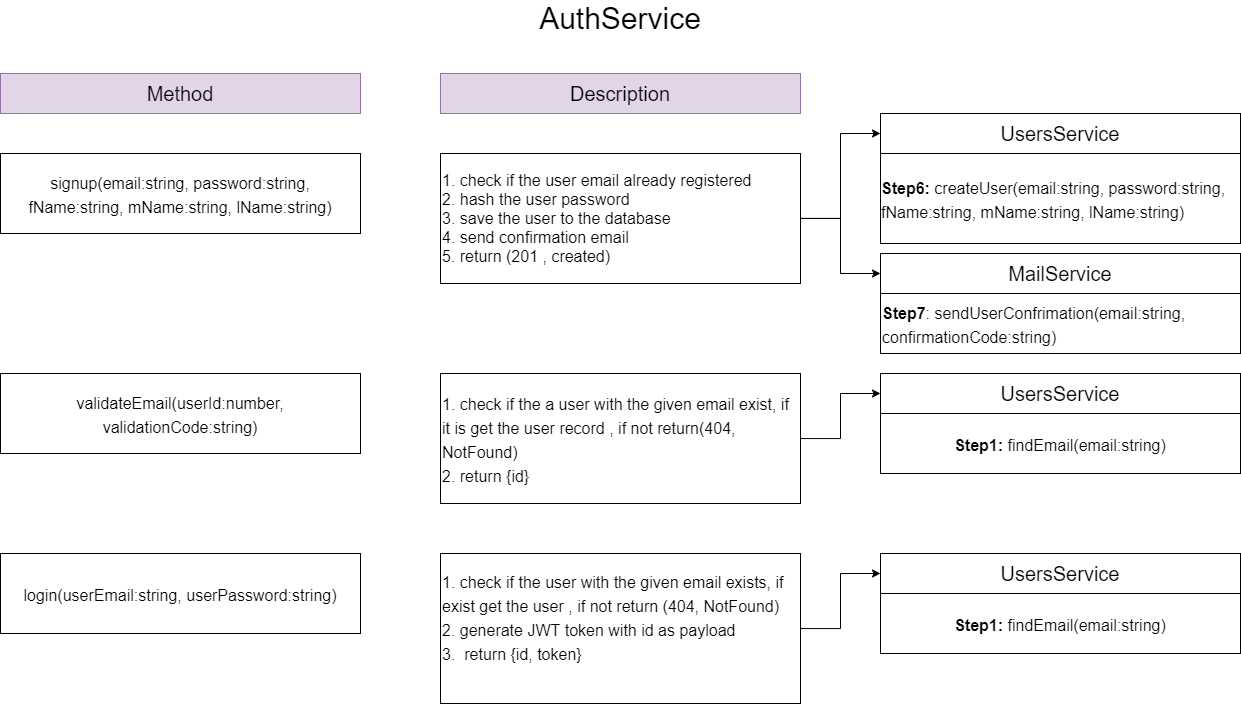 AuthService
Method
Description
signup(email:string, password:string,
fName:string, mName:string, lName:string)
1. check if the user email already registered
2. hash the user password
3. save the user to the database
4. send confirmation email
5. return (201 , created)
UsersService
Step6: createUser(email:string, password:string,
fName:string, mName:string, lName:string)
MailService
Step7: sendUserConfrimation(email:string,
confirmationCode:string)
validateEmail(userId:number,
validationCode:string)
1. check if the a user with the given email exist, if
it is get the user record , if not return(404,
NotFound)
2. return {id}
UsersService
Step1: findEmail(email:string)
login(userEmail:string, userPassword:string)
1. check if the user with the given email exists, if
exist get the user , if not return (404, NotFound)
2. generate JWT token with id as payload
3.  return {id, token}
UsersService
Step1: findEmail(email:string)